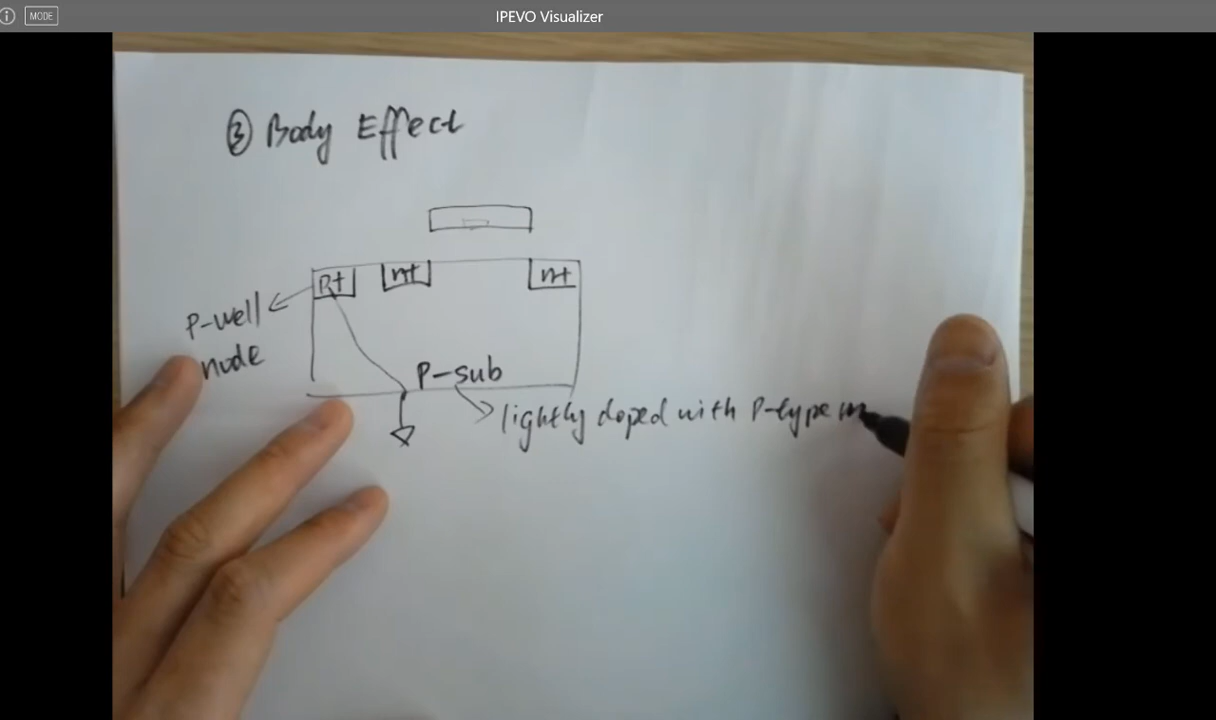 MODE
IPEVO Visualizer
③ Body Effect
P+
n+
n+
P-well
node
P-sub
lightly doped with P-type